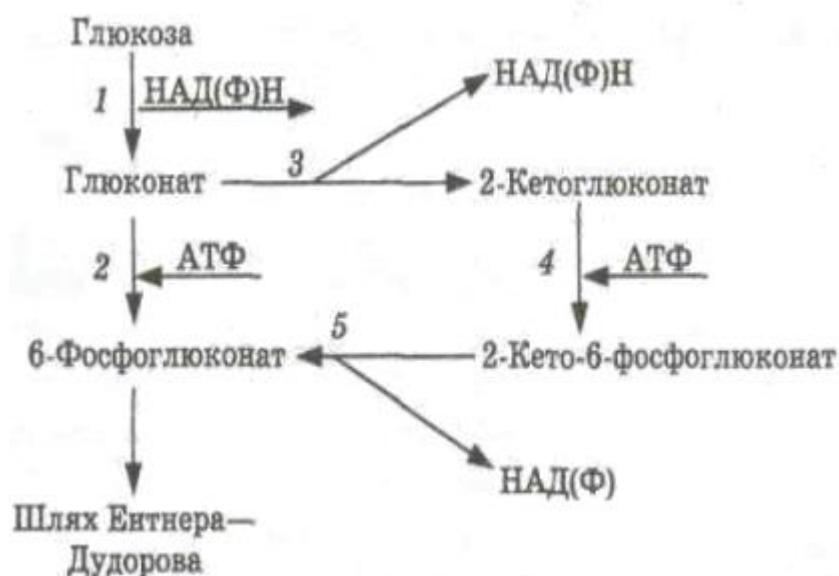 Глюкоза
НАД(Ф)Н
1
НАД(Ф)Н
Глюконат
3
2-Кетоглюконат
2
АТФ
4
АТФ
5
6-Фосфоглюконат
2-Кето-6-фосфоглюконат
НАД(Ф)
Шлях Ентнера—
Дудорова